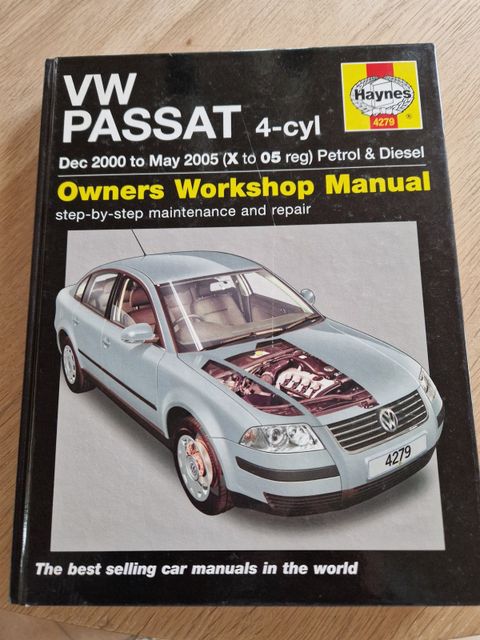 VW
PASSAT 4-cyl
Haynes
®
4279
Dec 2000 to May 2005 (X to 05 reg) Petrol & Diesel
Owners Workshop Manual
step-by-step maintenance and repair
4279
The best selling car manuals in the world